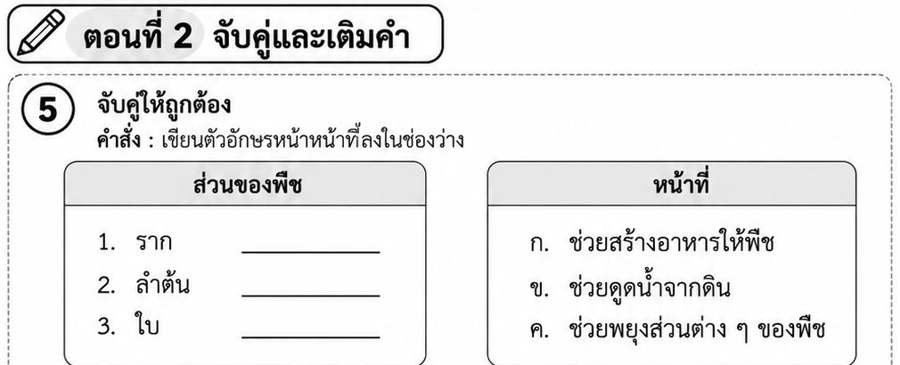 ตอนที่ 2 จับคู่และเติมคำ
5 จับคู่ให้ถูกต้อง
คำสั่ง : เขียนตัวอักษรหน้าหน้าที่ลงในช่องว่าง
ส่วนของพืช
1. ราก
2. ลำต้น
3. ใบ
หน้าที่
ก. ช่วยสร้างอาหารให้พืช
ข. ช่วยดูดน้ำจากดิน
ค. ช่วยพยุงส่วนต่าง ๆ ของพืช